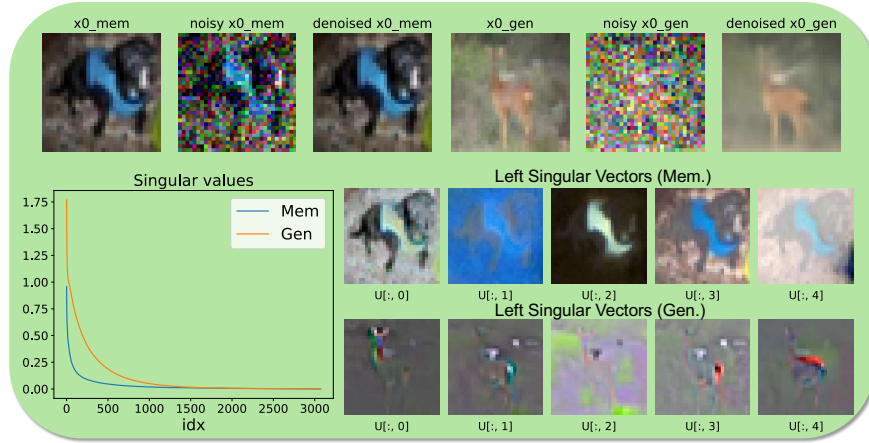 x0_mem noisy x0_mem denoised x0_mem x0_gen noisy x0_gen denoised x0_gen
Singular values
1.75
1.50
1.25
1.00
0.75
0.50
0.25
0.00
Mem
Gen
0 500 1000 1500 2000 2500 3000
idx
Left Singular Vectors (Mem.)
U[:, 0] U[:, 1] U[:, 2] U[:, 3] U[:, 4]
Left Singular Vectors (Gen.)
U[:, 0] U[:, 1] U[:, 2] U[:, 3] U[:, 4]